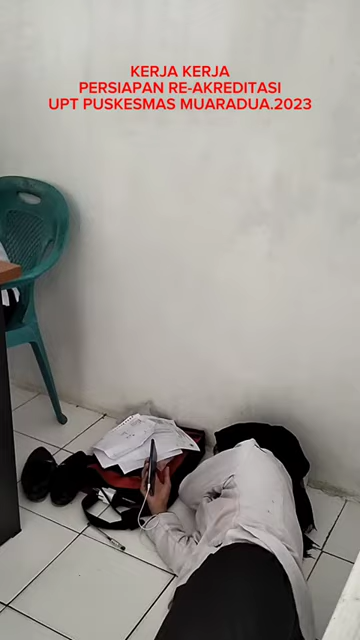 KERJA KERJA
PERSIAPAN RE-AKREDITASI
UPT PUSKESMAS MUARADUA.2023